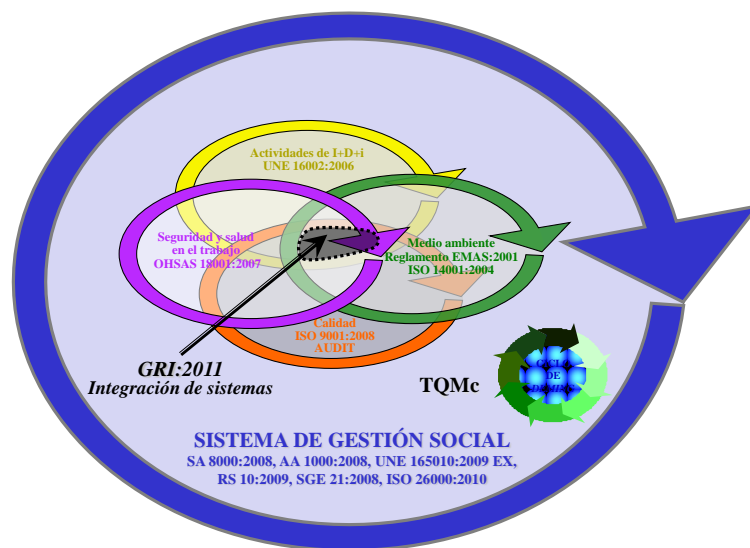 Actividades de I+D+i
UNE 16002:2006
Seguridad y salud
en el trabajo
OHSAS 18001:2007
Medio ambiente
Reglamento EMAS:2001
ISO 14001:2004
Calidad
ISO 9001:2008
AUDIT
GRI:2011
Integración de sistemas
TQMc
DE
SISTEMA DE GESTIÓN SOCIAL
SA 8000:2008, AA 1000:2008, UNE 165010:2009 EX,
RS 10:2009, SGE 21:2008, ISO 26000:2010